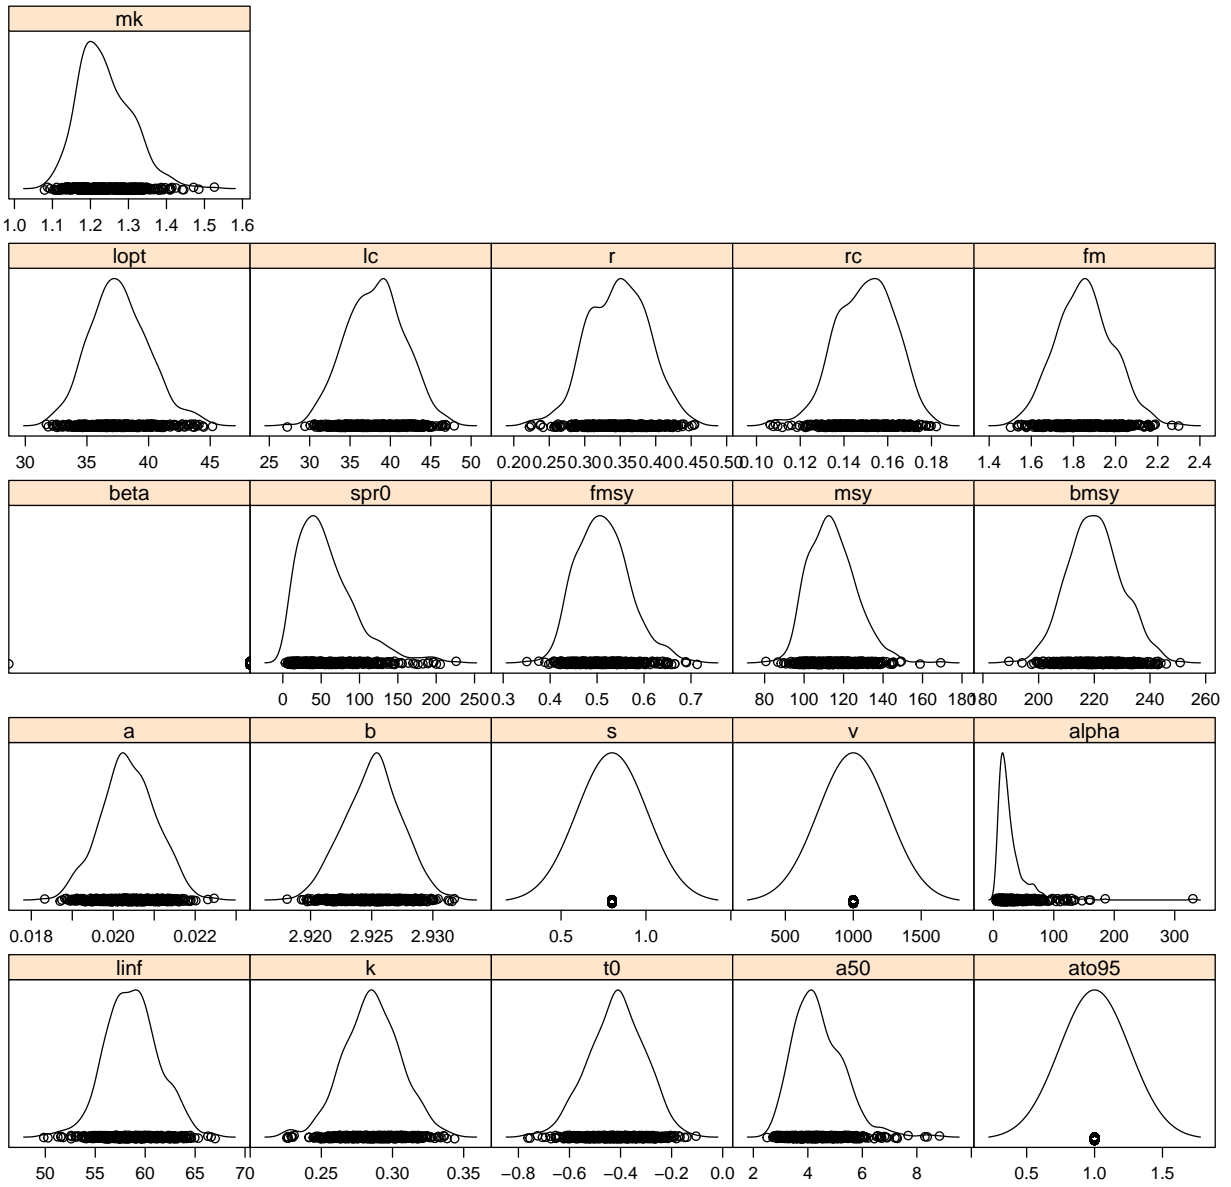 mk
1.0 1.1 1.2 1.3 1.4 1.5 1.6
lopt lc r rc fm
30 35 40 45 25 30 35 40 45 50 0.20 0.25 0.30 0.35 0.40 0.45 0.50 0.10 0.12 0.14 0.16 0.18 1.4 1.6 1.8 2.0 2.2 2.4
beta spr0 fmsy msy bmsy
0 50 100 150 200 250 0.3 0.4 0.5 0.6 0.7 80 100 120 140 160 180 180 200 220 240 260
a b s v alpha
0.018 0.020 0.022 2.920 2.925 2.930 0.5 1.0 500 1000 1500 0 100 200 300
linf k t0 a50 ato95
50 55 60 65 70 0.25 0.30 0.35 −0.8 −0.6 −0.4 −0.2 0.0 2 4 6 8 0.5 1.0 1.5